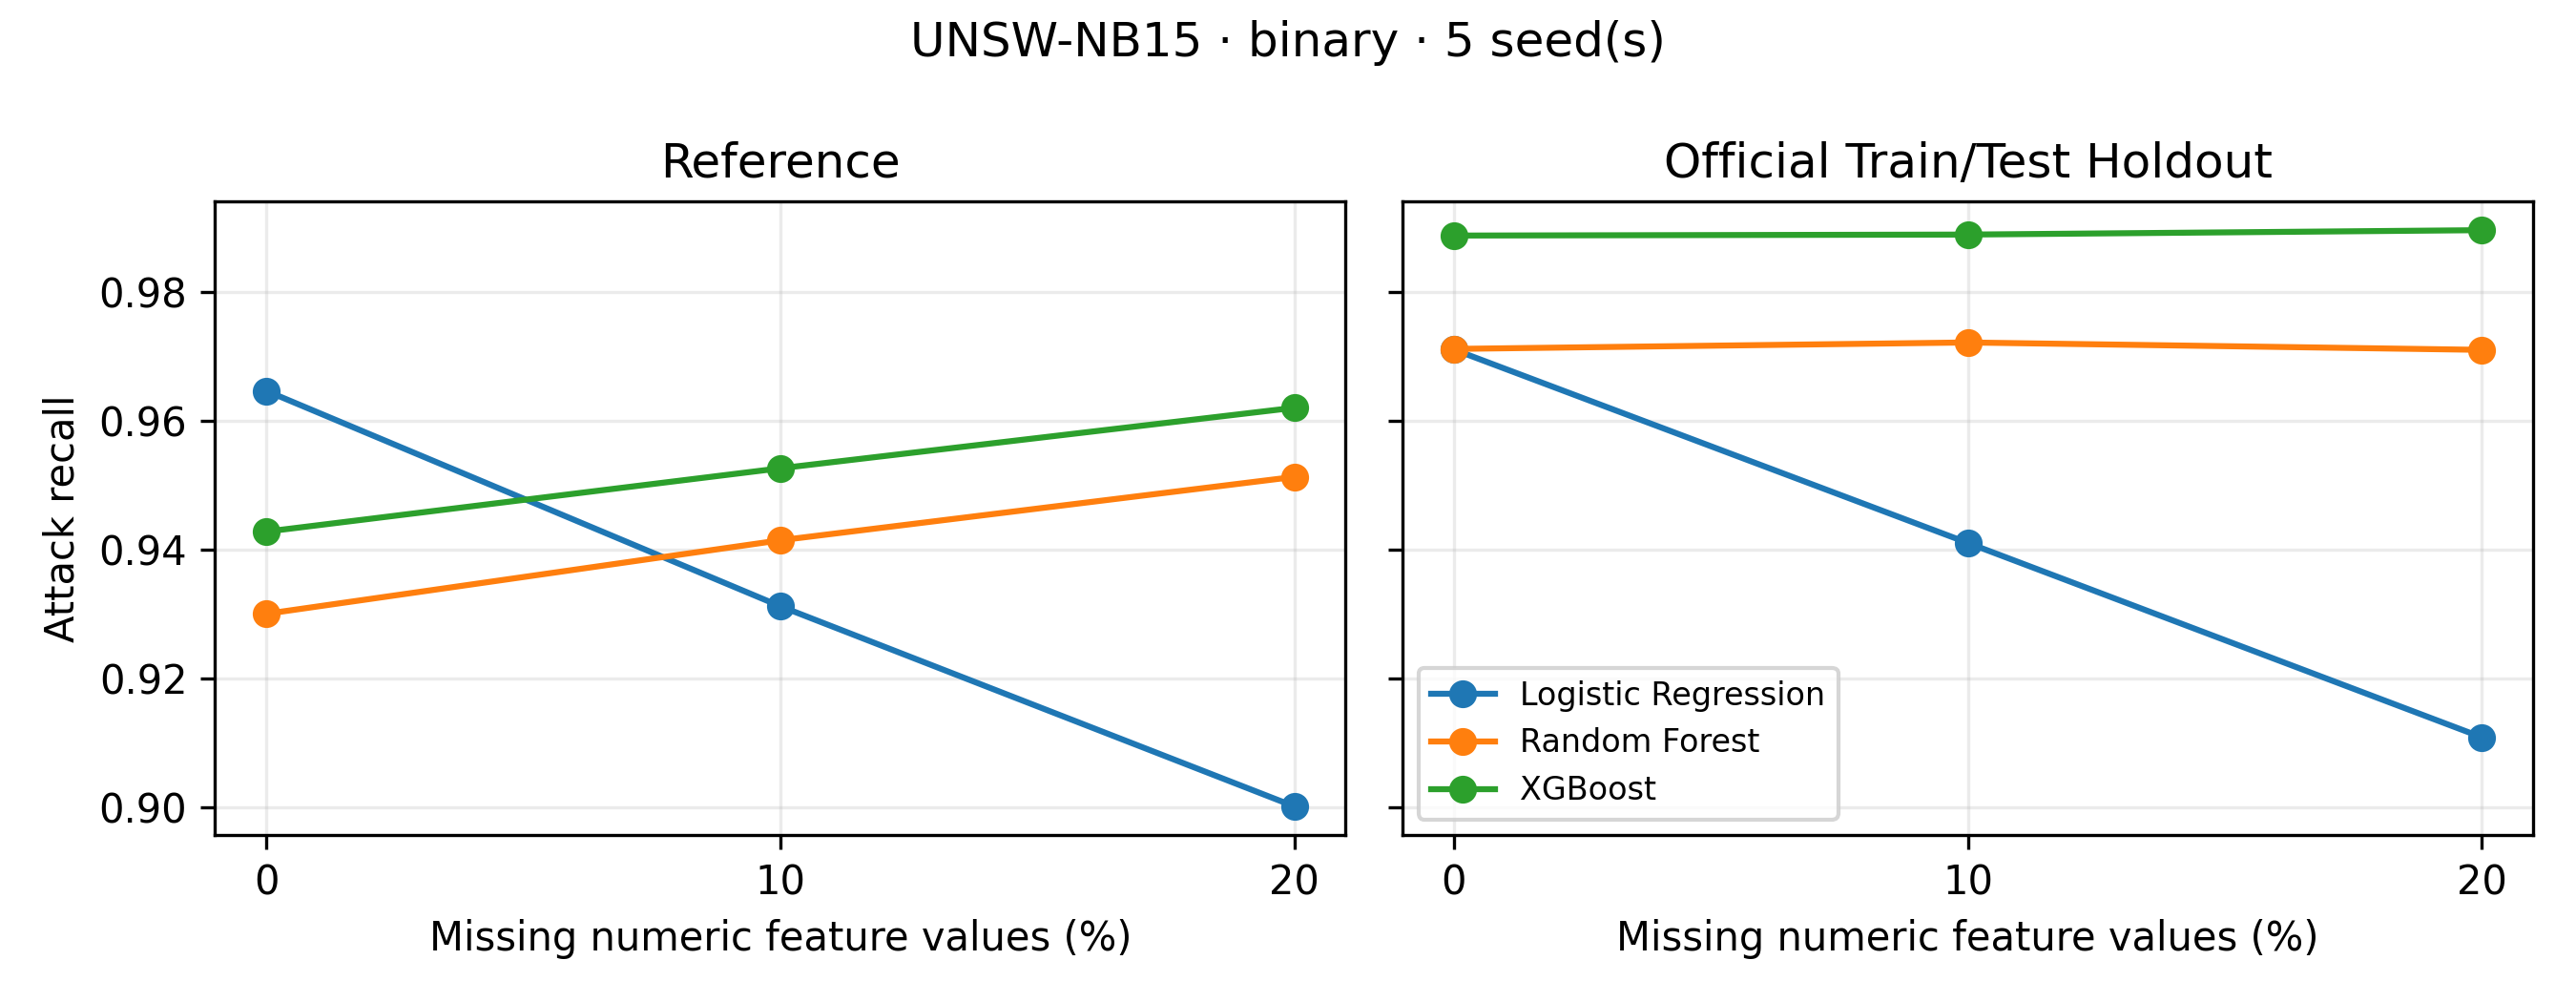 UNSW-NB15 · binary · 5 seed(s)
Reference
Official Train/Test Holdout
Attack recall
0.98
0.96
0.94
0.92
0.90
0 10 20
Missing numeric feature values (%)
Logistic Regression
Random Forest
XGBoost
0 10 20
Missing numeric feature values (%)